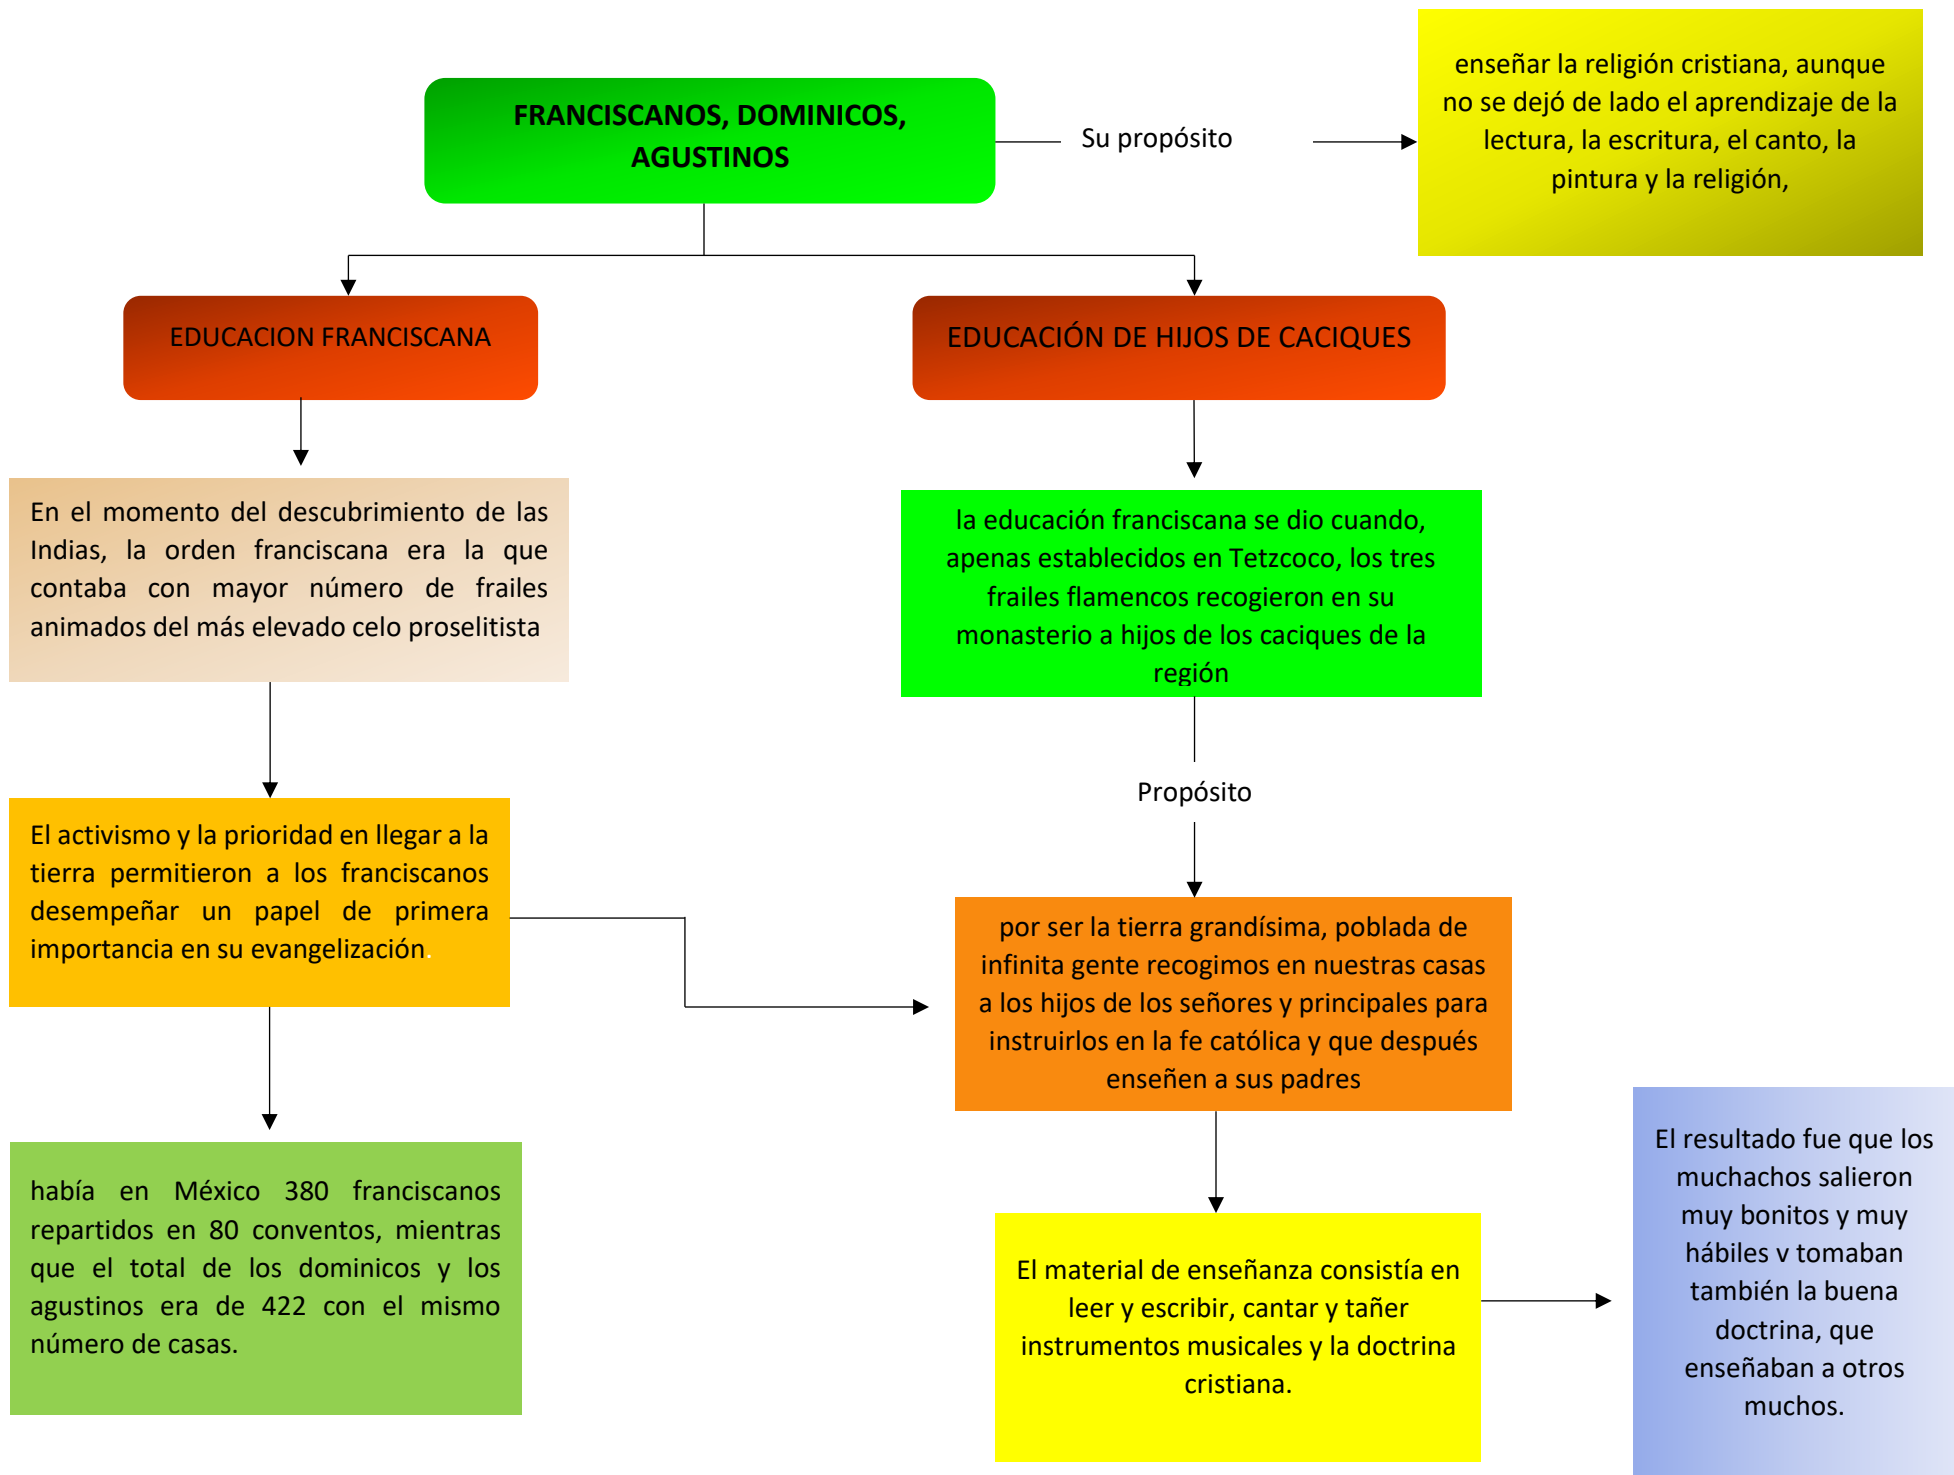 FRANCISCANOS, DOMINICOS,
AGUSTINOS
Su propósito
enseñar la religión cristiana, aunque
no se dejó de lado el aprendizaje de la
lectura, la escritura, el canto, la
pintura y la religión,
EDUCACION FRANCISCANA
EDUCACIÓN DE HIJOS DE CACIQUES
En el momento del descubrimiento de las
Indias, la orden franciscana era la que
contaba con mayor número de frailes
animados del más elevado celo proselitista
la educación franciscana se dio cuando,
apenas establecidos en Tetzcoco, los tres
frailes flamencos recogieron en su
monasterio a hijos de los caciques de la
región
Propósito
El activismo y la prioridad en llegar a la
tierra permitieron a los franciscanos
desempeñar un papel de primera
importancia en su evangelización.
por ser la tierra grandísima, poblada de
infinita gente recogimos en nuestras casas
a los hijos de los señores y principales para
instruirlos en la fe católica y que después
enseñen a sus padres
había en México 380 franciscanos
repartidos en 80 conventos, mientras
que el total de los dominicos y los
agustinos era de 422 con el mismo
número de casas.
El material de enseñanza consistía en
leer y escribir, cantar y tañer
instrumentos musicales y la doctrina
cristiana.
El resultado fue que los
muchachos salieron
muy bonitos y muy
hábiles v tomaban
también la buena
doctrina, que
enseñaban a otros
muchos.